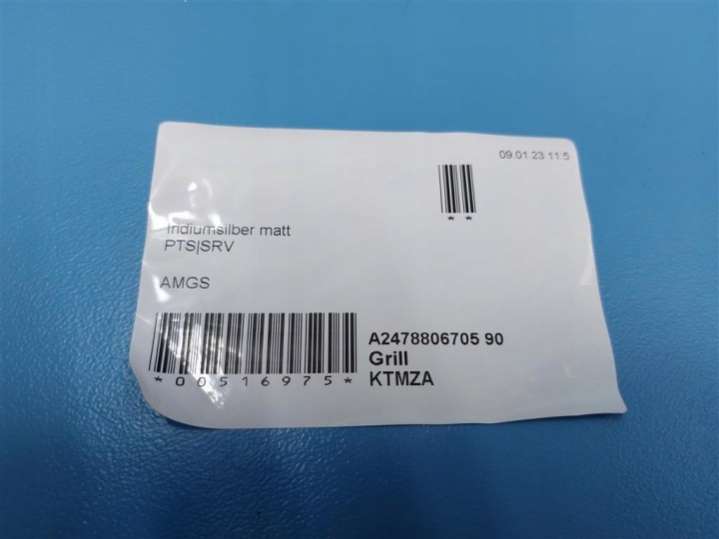 09.01.23 11:5
* *
Iridiumsilber matt
PTS|SRV
AMGS
*00516975*
A2478806705 90
Grill
KTMZA